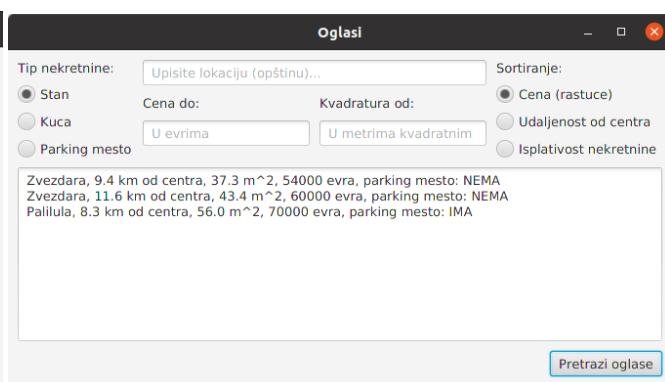 Oglasi
Tip nekretnine:
Stan
Kuca
Parking mesto
Upisite lokaciju (opštinu)...
Cena do:
Kvadratura od:
U evrima
U metrima kvadratnim
Sortiranje:
Cena (rastuce)
Udaljenost od centra
Isplativost nekretnine
Zvezdara, 9.4 km od centra, 37.3 m^2, 54000 evra, parking mesto: NEMA
Zvezdara, 11.6 km od centra, 43.4 m^2, 60000 evra, parking mesto: NEMA
Palilula, 8.3 km od centra, 56.0 m^2, 70000 evra, parking mesto: IMA
Pretrazi oglase